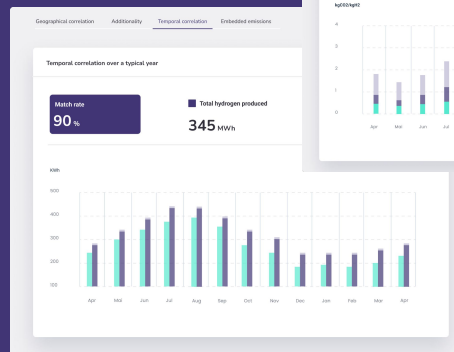 Geographical correlation Additionality Temporal correlation Embedded emissions
kgCO2/kgH2
4
3
2
1
0
Apr Mar Jun Jul
Temporal correlation over a typical year
Match rate
90 %
Total hydrogen produced
345 MWh
KWh
500
400
300
200
100
Apr Mai Jun Jul Aug Sep Oct Nov Dec Jan Feb Mar Apr